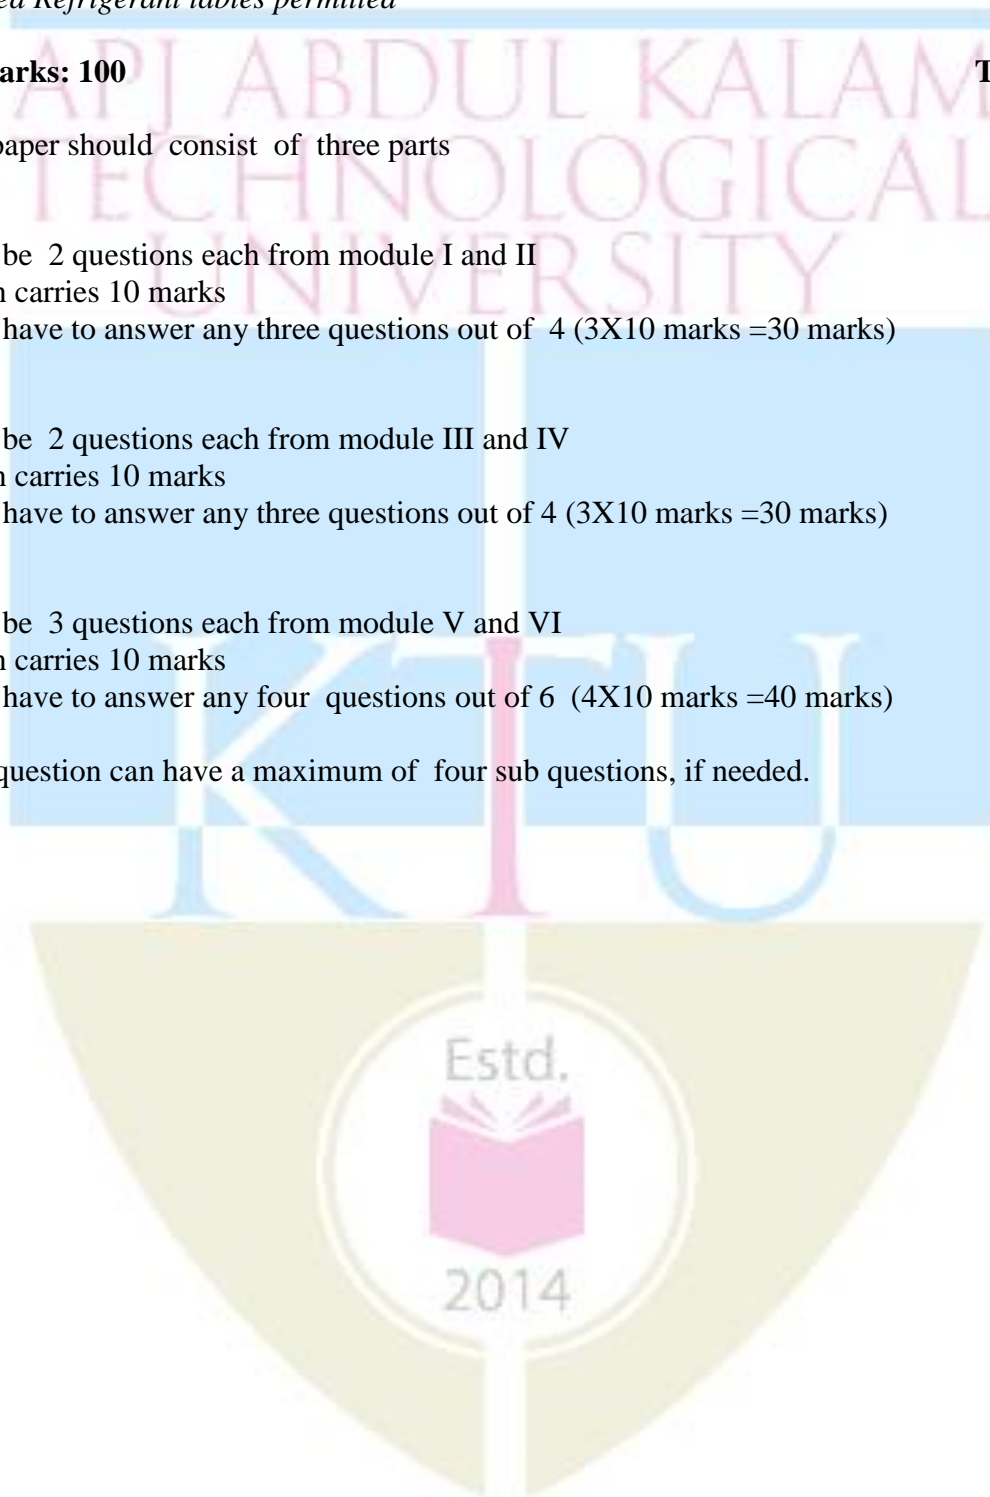 ed Refrigerant tables permitted
arks: 100 T
APJ ABDUL KALAM
TECHNOLOGICAL
UNIVERSITY
paper should consist of three parts
be 2 questions each from module I and II
n carries 10 marks
have to answer any three questions out of 4 (3X10 marks =30 marks)
be 2 questions each from module III and IV
n carries 10 marks
have to answer any three questions out of 4 (3X10 marks =30 marks)
be 3 questions each from module V and VI
n carries 10 marks
have to answer any four questions out of 6 (4X10 marks =40 marks)
question can have a maximum of four sub questions, if needed.
KTU
Estd.
2014